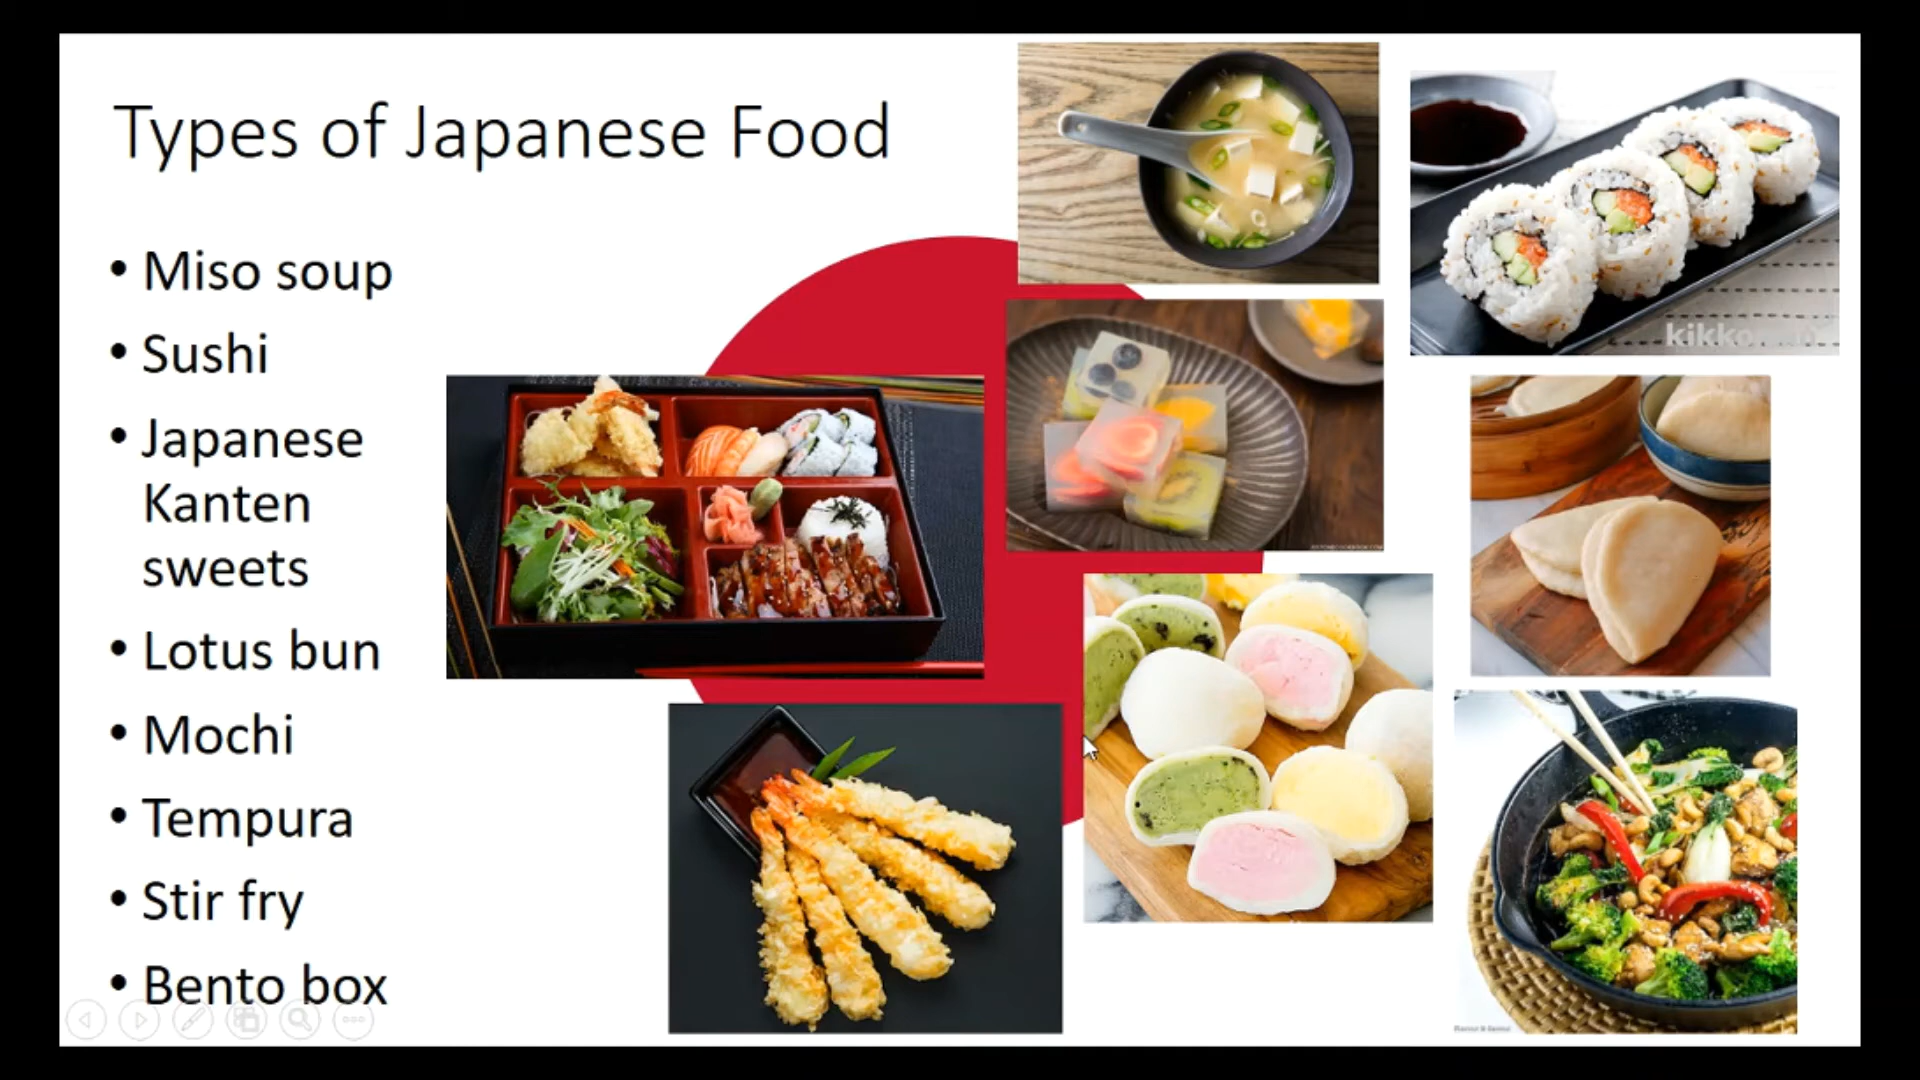 Types of Japanese Food
• Miso soup
• Sushi
• Japanese
Kanten
sweets
• Lotus bun
• Mochi
• Tempura
• Stir fry
• Bento box